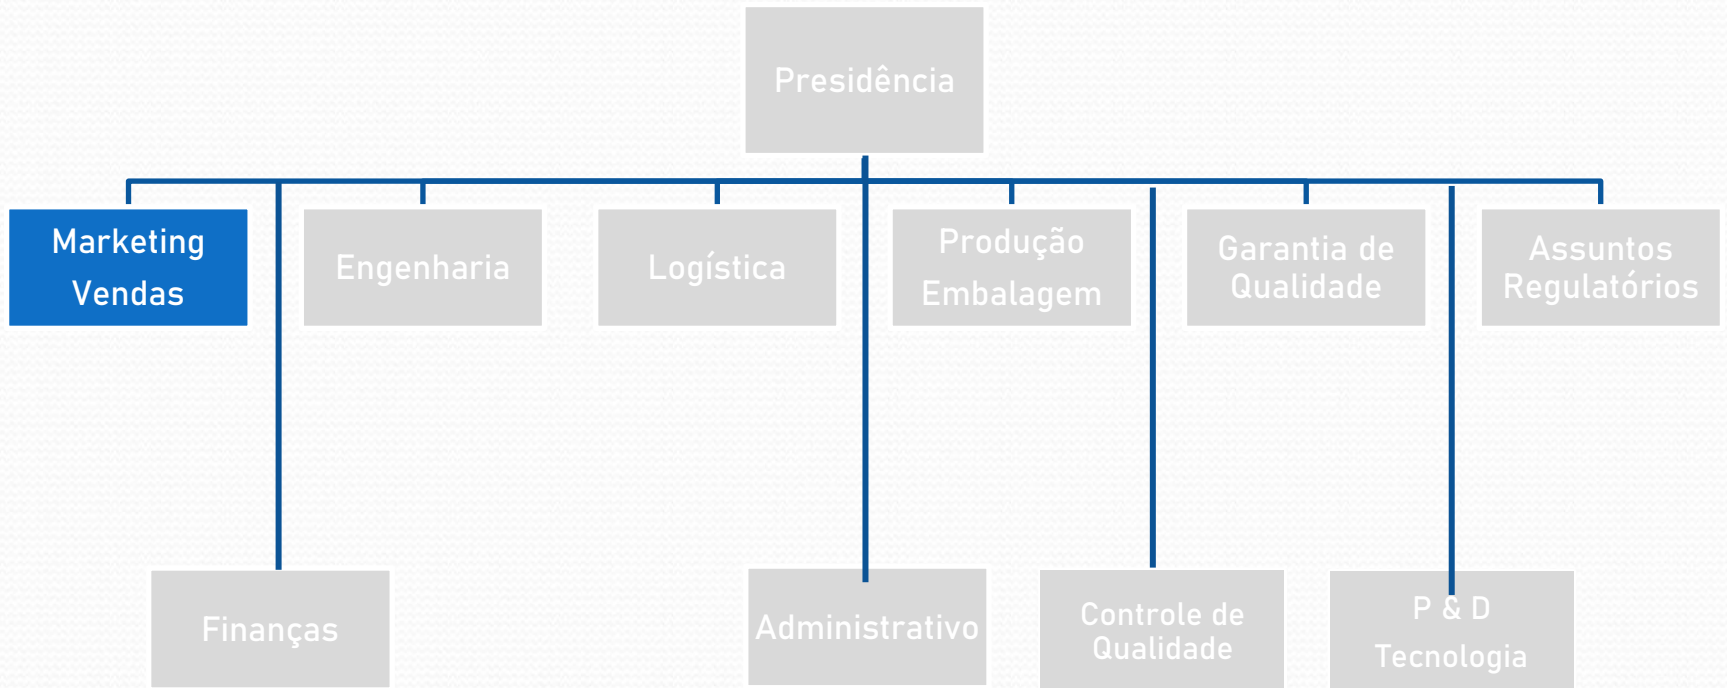 Presidência
Marketing
Vendas
Engenharia
Logística
Produção
Embalagem
Garantia de
Qualidade
Assuntos
Regulatórios
Finanças
Administrativo
Controle de
Qualidade
P & D
Tecnologia